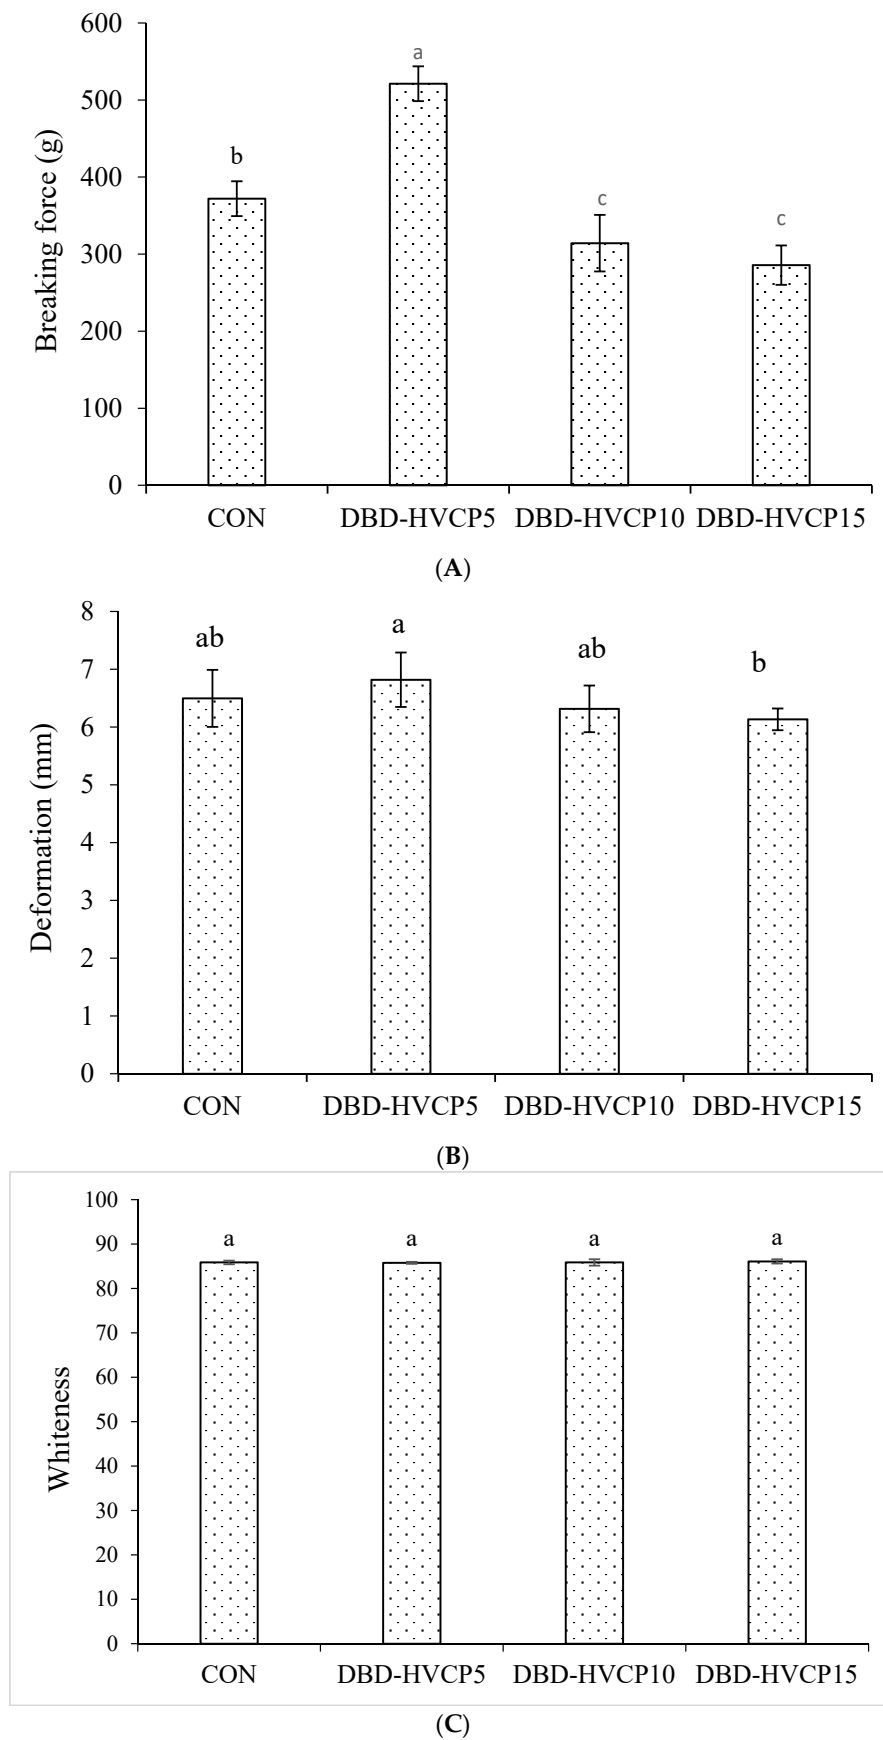 600
500
400
300
200
100
0
Breaking force (g)
b
a
c
c
CON DBD-HVCP5 DBD-HVCP10 DBD-HVCP15
(A)
8
7
6
5
4
3
2
1
0
Deformation (mm)
ab
a
ab
b
CON DBD-HVCP5 DBD-HVCP10 DBD-HVCP15
(B)
100
90
80
70
60
50
40
30
20
10
0
Whiteness
a
a
a
a
CON DBD-HVCP5 DBD-HVCP10 DBD-HVCP15
(C)